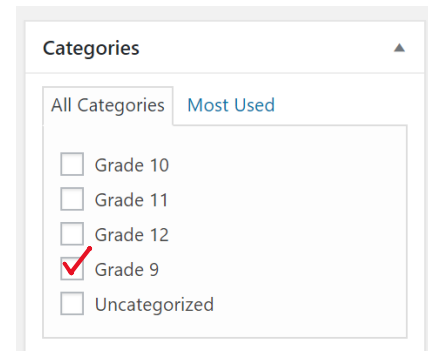 Categories
All Categories Most Used
Grade 10
Grade 11
Grade 12
Grade 9
Uncategorized